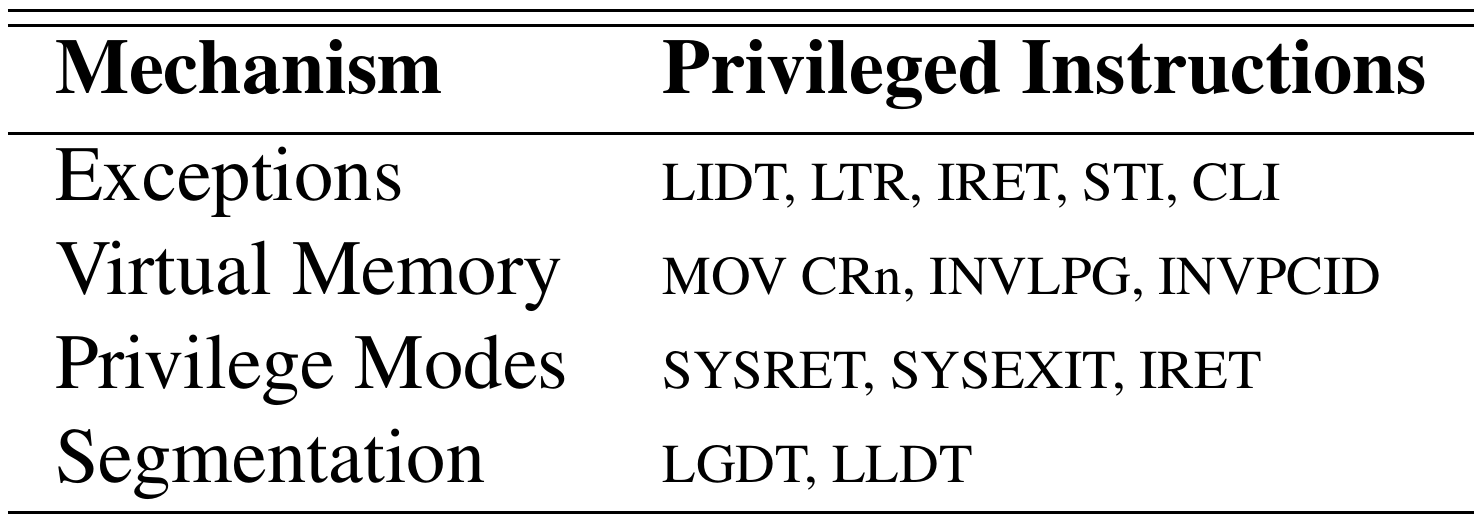 Mechanism Privileged Instructions
Exceptions LIDT, LTR, IRET, STI, CLI
Virtual Memory MOV CRn, INVLPG, INVPCID
Privilege Modes SYSRET, SYSEXIT, IRET
Segmentation LGDT, LLDT